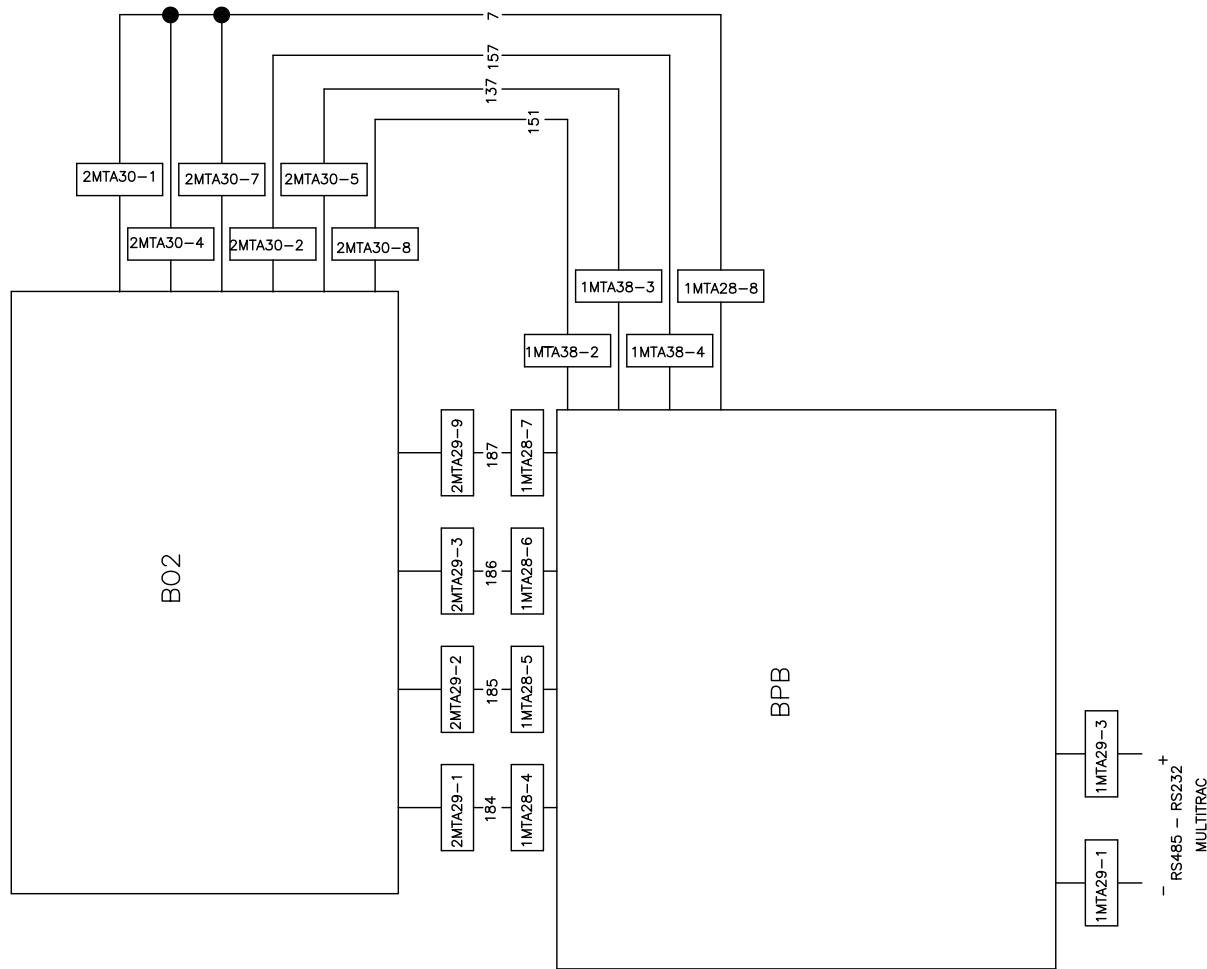 7
157
137
151
2MTA30-1
2MTA30-7
2MTA30-5
2MTA30-4
2MTA30-2
2MTA30-8
1MTA38-3
1MTA28-8
1MTA38-2
1MTA38-4
2MTA29-9
187
1MTA28-7
2MTA29-3
186
1MTA28-6
BO2
2MTA29-2
185
1MTA28-5
BPB
2MTA29-1
184
1MTA28-4
1MTA29-3
+
1MTA29-1
-
RS485 - RS232
MULTITRAC